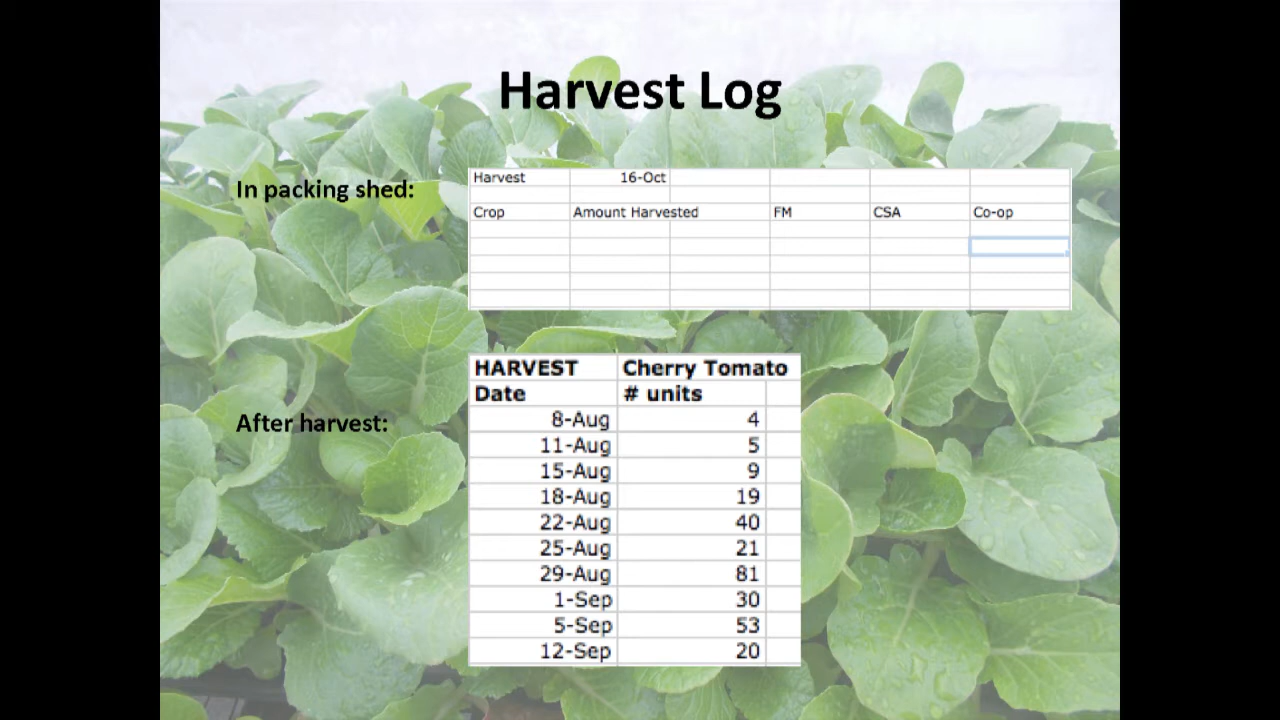 Harvest Log
In packing shed:
Harvest 16-Oct
Crop Amount Harvested FM CSA Co-op
After harvest:
HARVEST Cherry Tomato
Date # units
8-Aug 4
11-Aug 5
15-Aug 9
18-Aug 19
22-Aug 40
25-Aug 21
29-Aug 81
1-Sep 30
5-Sep 53
12-Sep 20